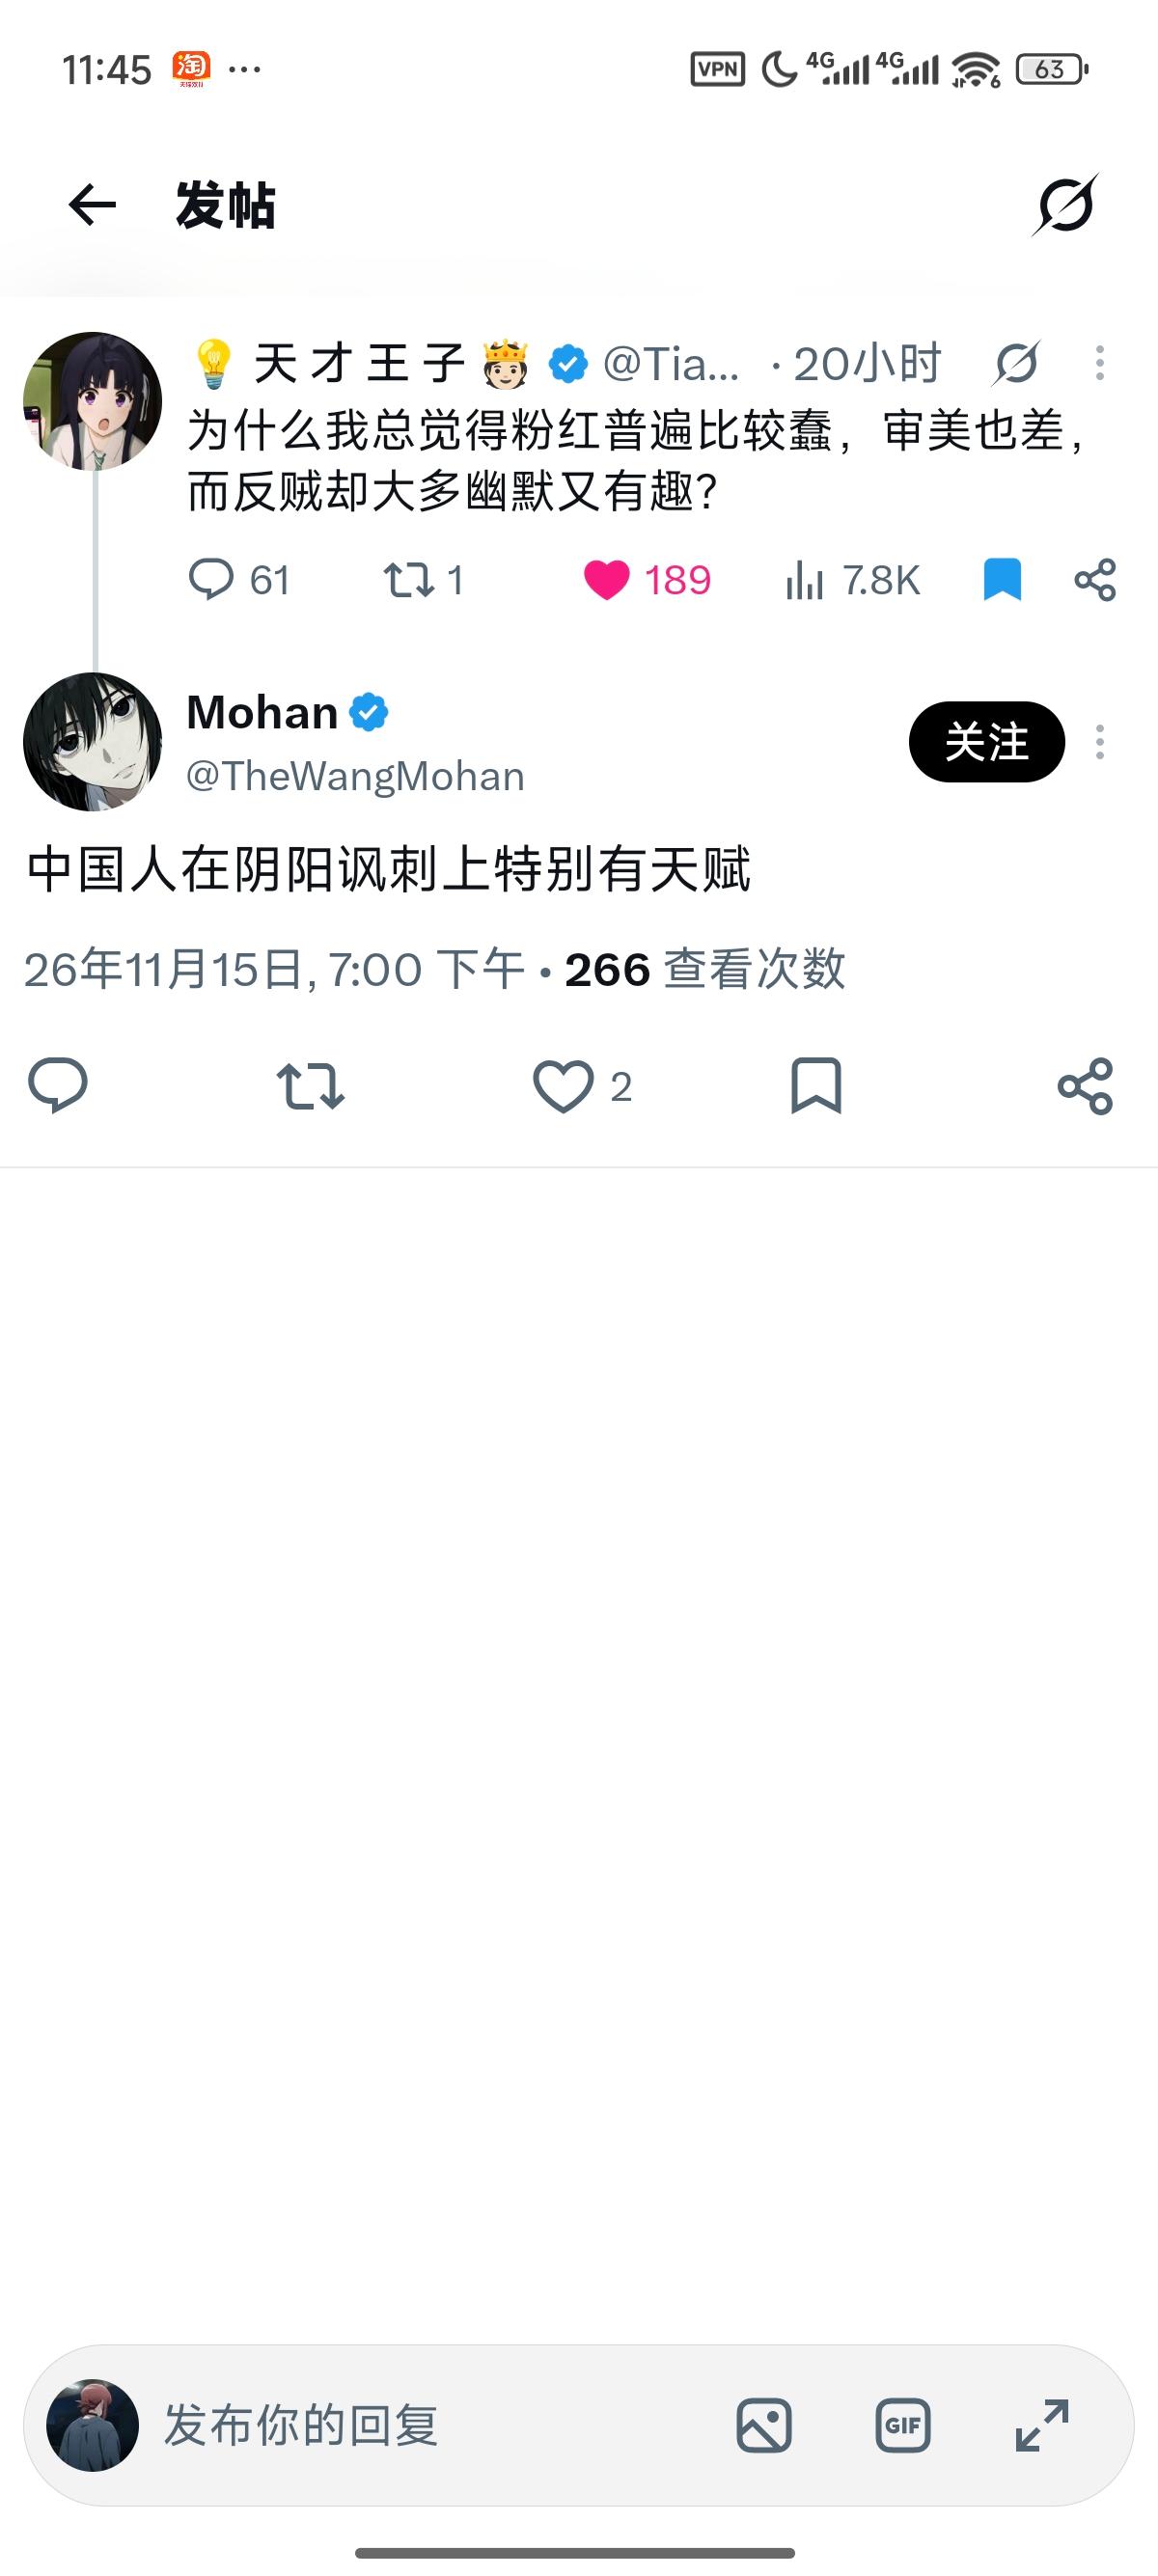 11:45 淘 ... VPN 4G 4G 6 63
发帖
💡 天 才 王 子 🤴🏻 @Tia... · 20小时
为什么我总觉得粉红普遍比较蠢，审美也差，
而反贼却大多幽默又有趣？
61 1 189 7.8K
Mohan
@TheWangMohan
关注
中国人在阴阳讽刺上特别有天赋
26年11月15日, 7:00 下午 • 266 查看次数
2
发布你的回复 GIF